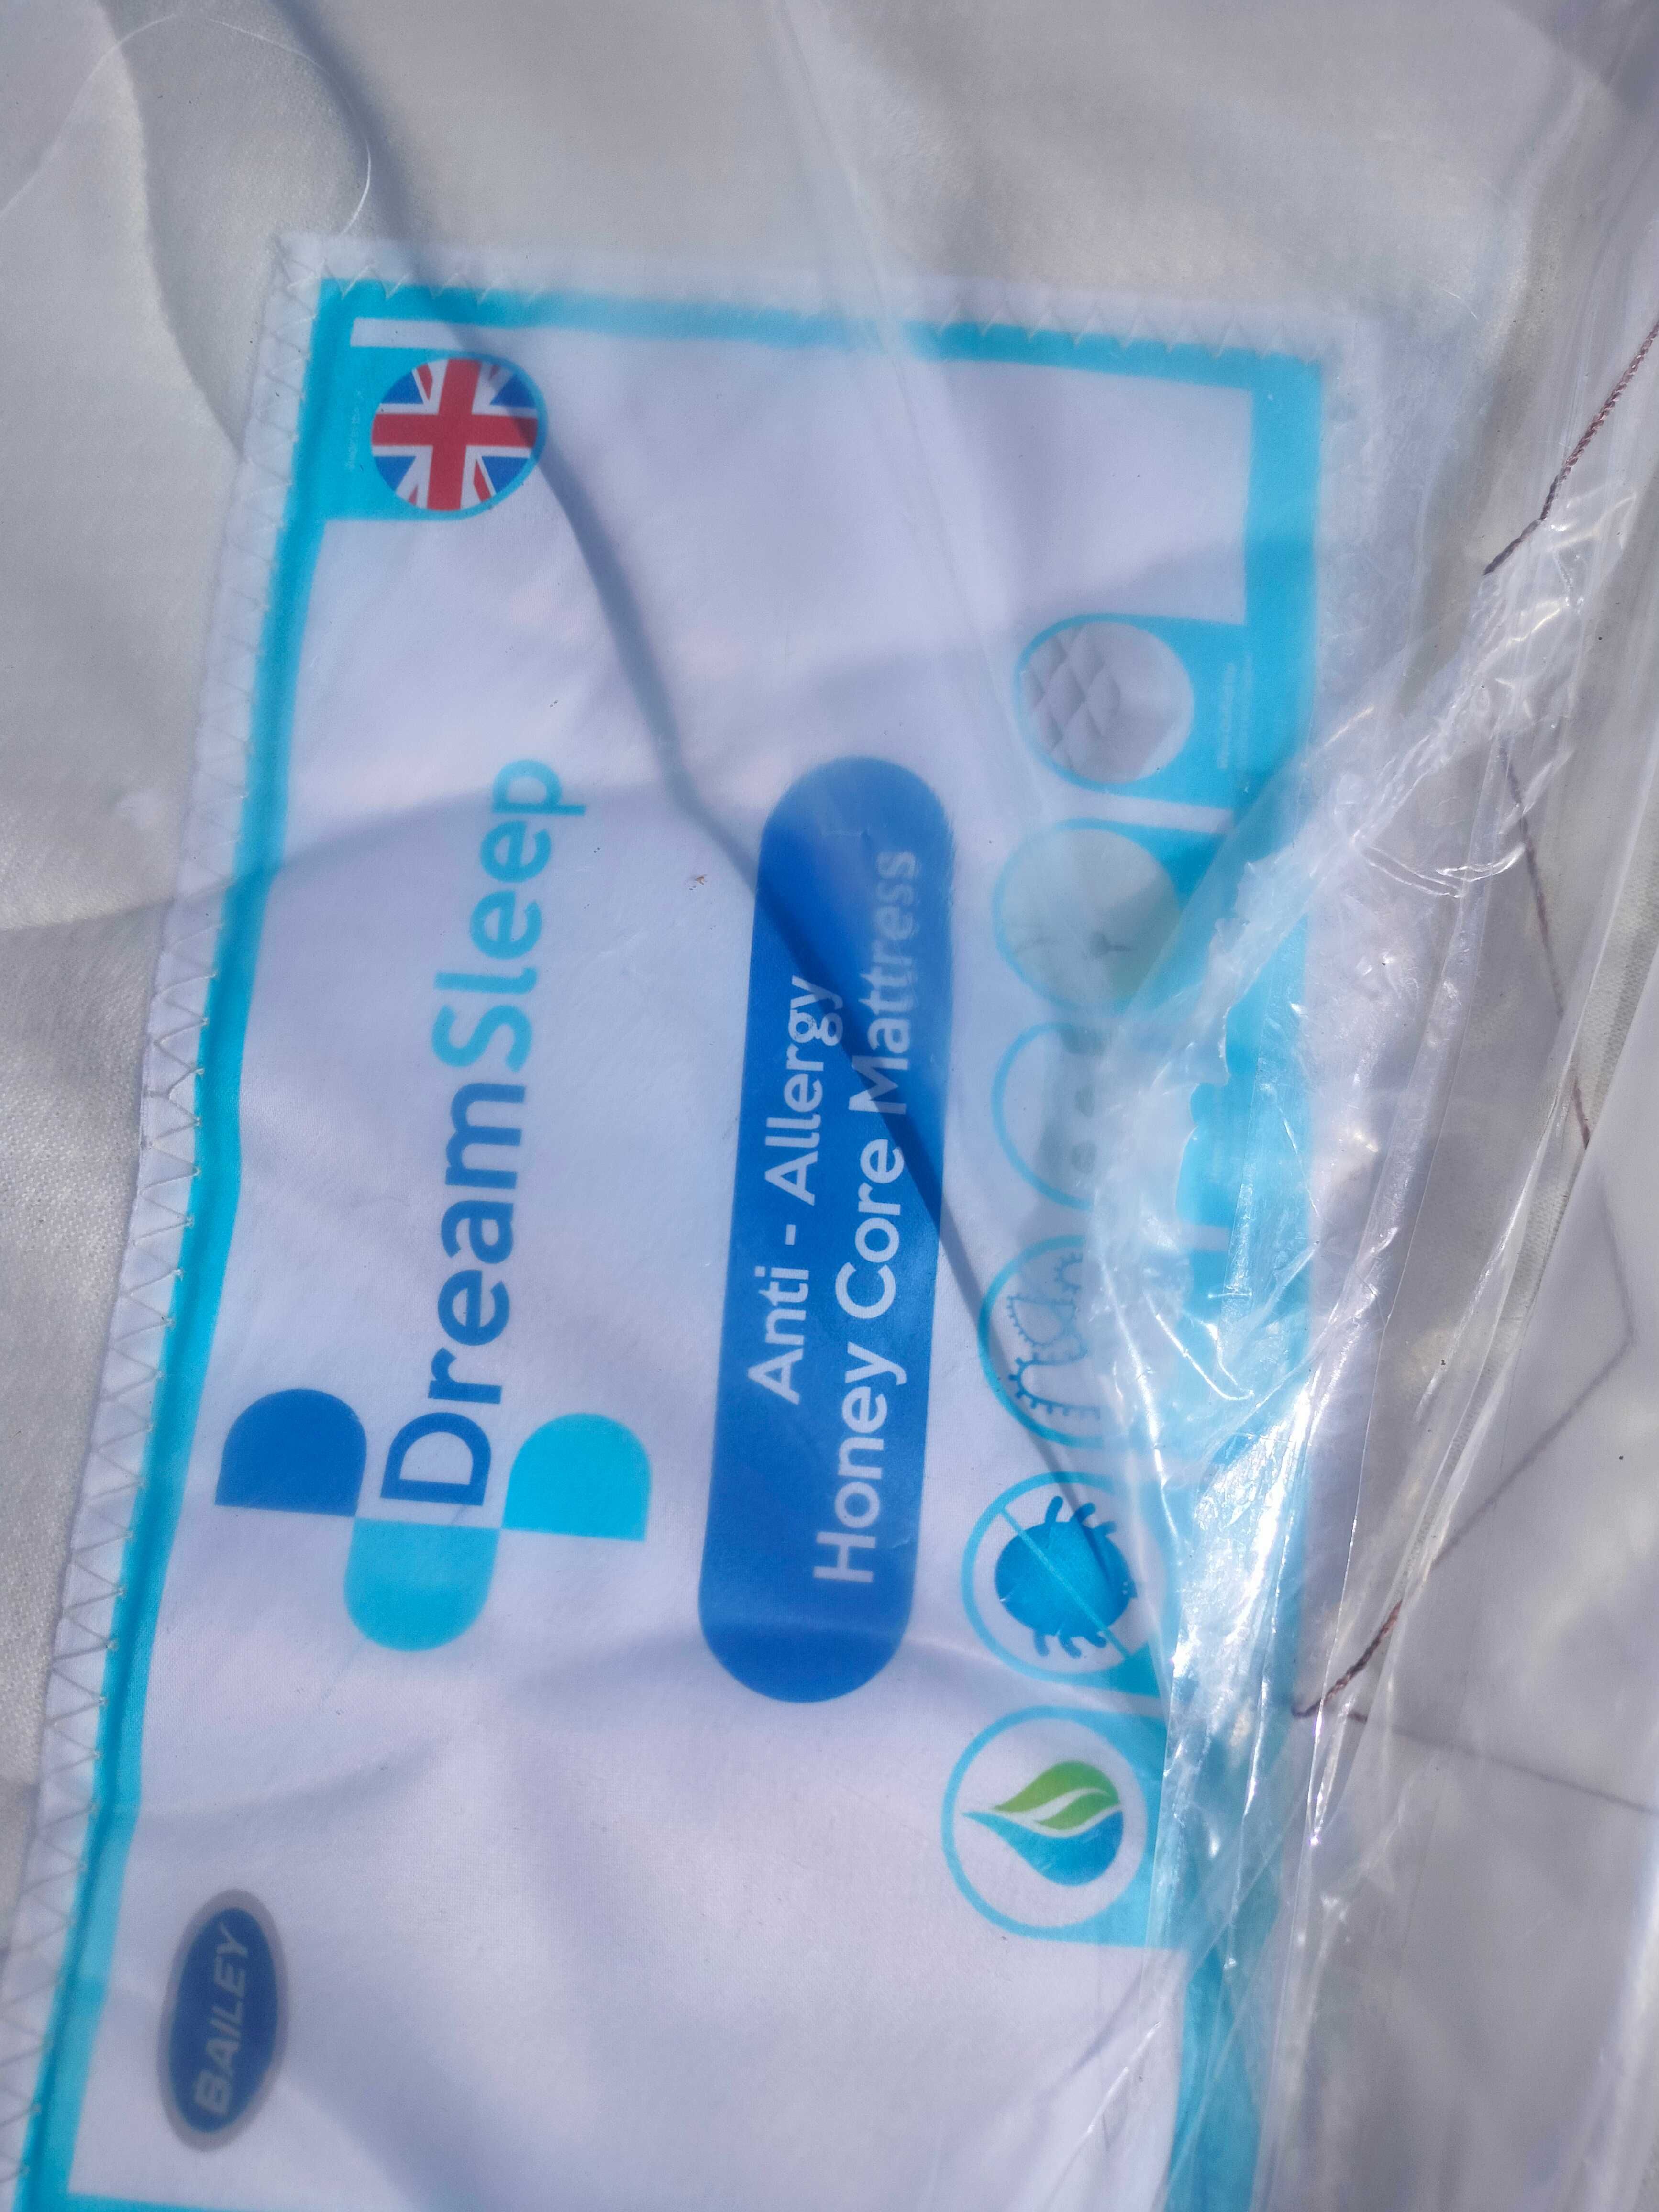 BAILEY
DreamSleep
Anti - Allergy
Honey Core Mattress